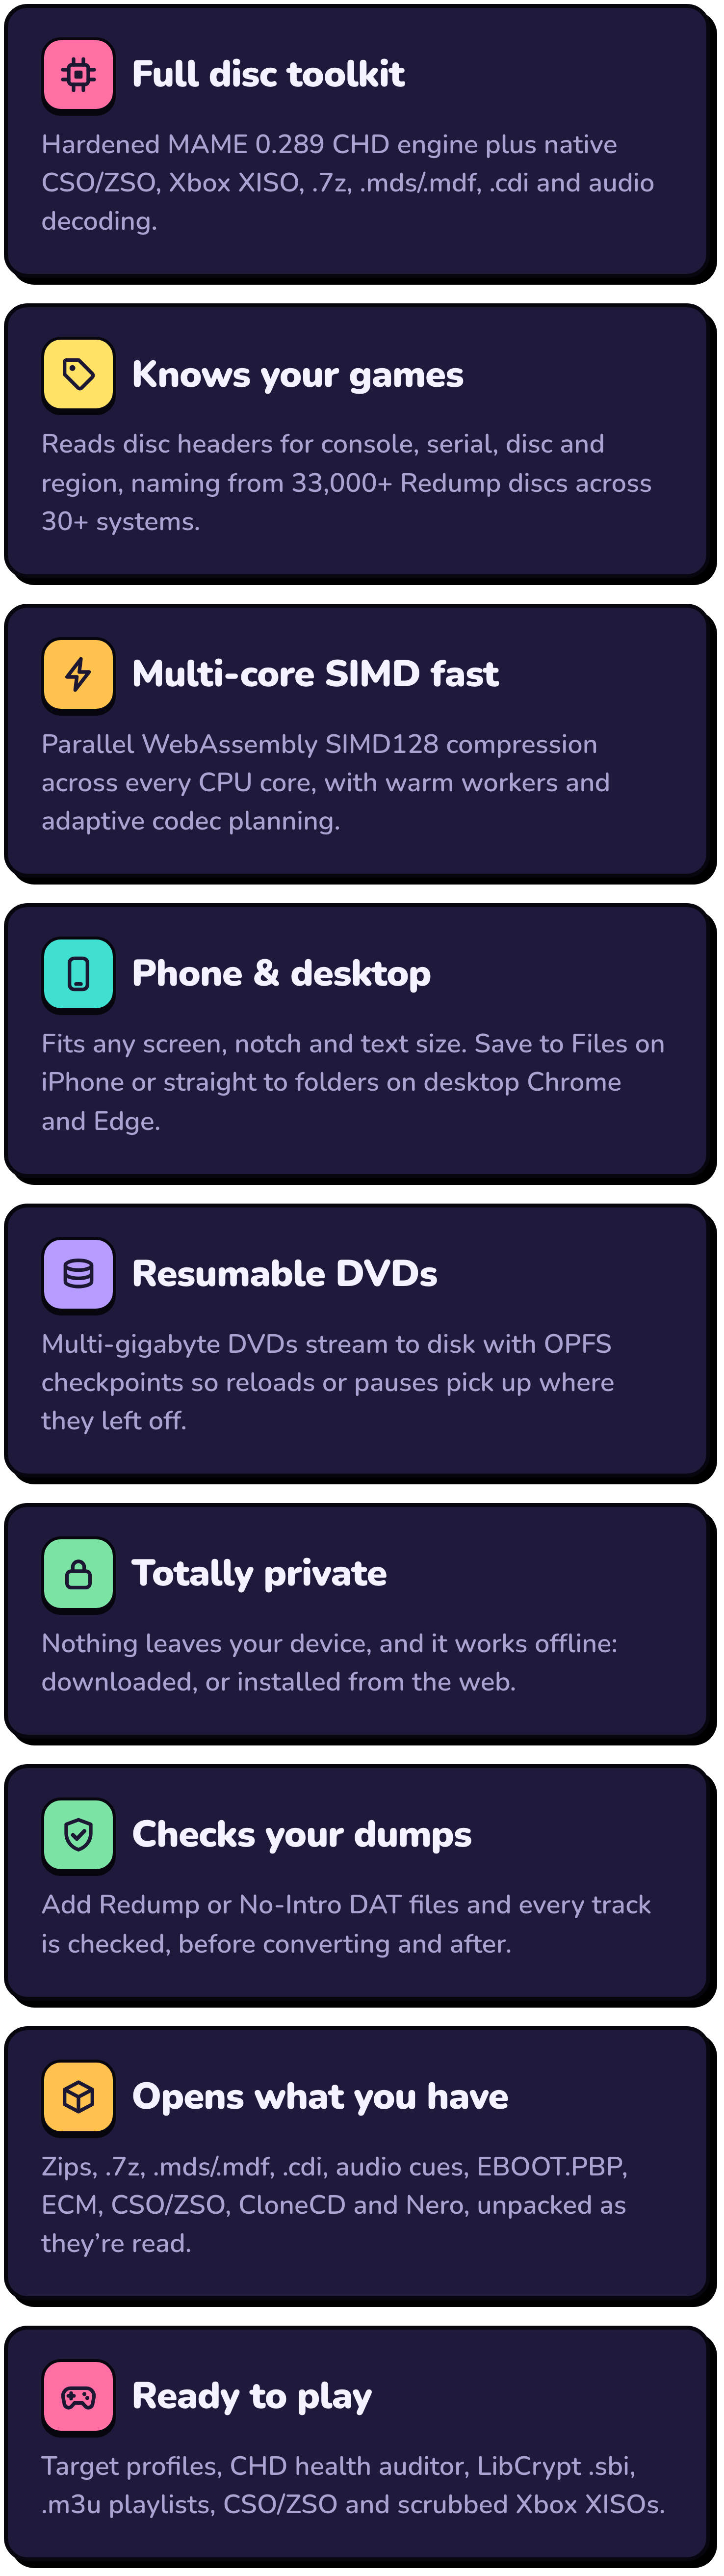 Full disc toolkit
Hardened MAME 0.289 CHD engine plus native
CSO/ZSO, Xbox XISO, .7z, .mds/.mdf, .cdi and audio
decoding.
Knows your games
Reads disc headers for console, serial, disc and
region, naming from 33,000+ Redump discs across
30+ systems.
Multi-core SIMD fast
Parallel WebAssembly SIMD128 compression
across every CPU core, with warm workers and
adaptive codec planning.
Phone & desktop
Fits any screen, notch and text size. Save to Files on
iPhone or straight to folders on desktop Chrome
and Edge.
Resumable DVDs
Multi-gigabyte DVDs stream to disk with OPFS
checkpoints so reloads or pauses pick up where
they left off.
Totally private
Nothing leaves your device, and it works offline:
downloaded, or installed from the web.
Checks your dumps
Add Redump or No-Intro DAT files and every track
is checked, before converting and after.
Opens what you have
Zips, .7z, .mds/.mdf, .cdi, audio cues, EBOOT.PBP,
ECM, CSO/ZSO, CloneCD and Nero, unpacked as
they’re read.
Ready to play
Target profiles, CHD health auditor, LibCrypt .sbi,
.m3u playlists, CSO/ZSO and scrubbed Xbox XISOs.